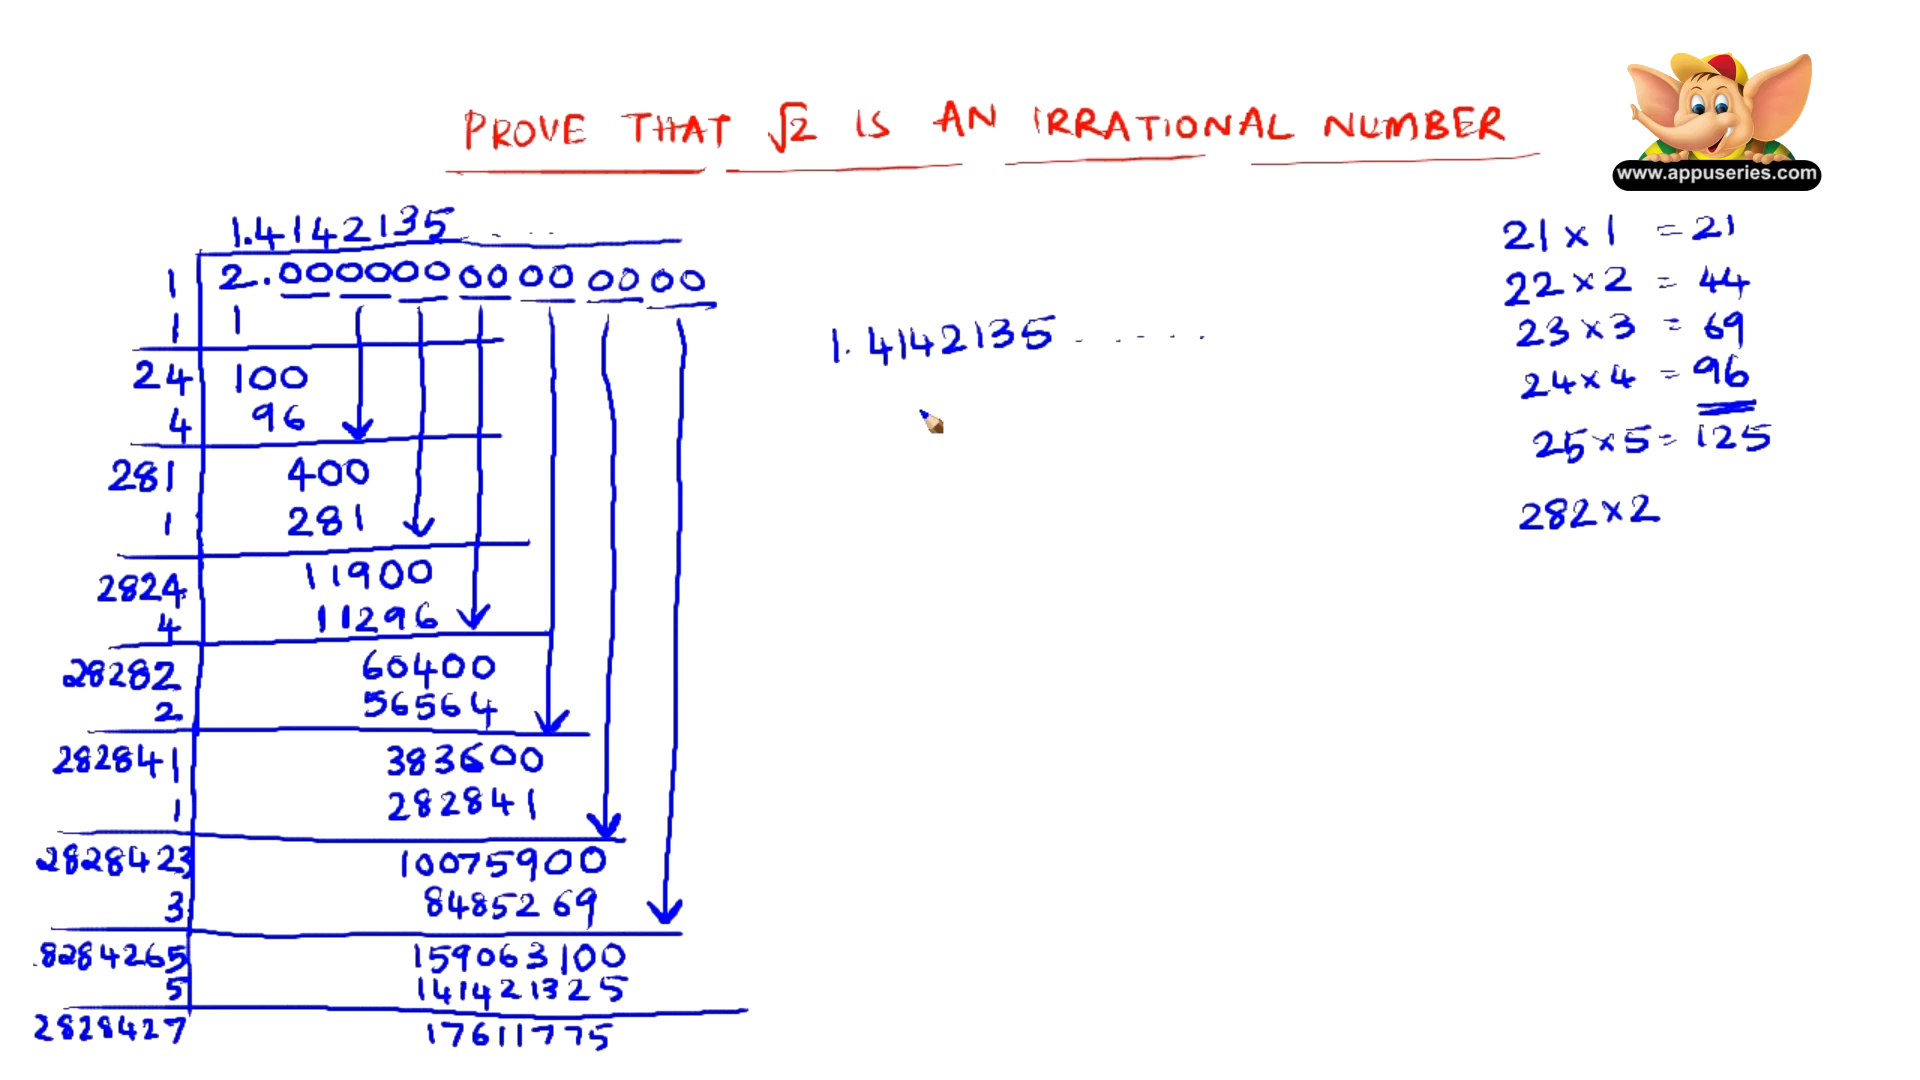 PROVE THAT √2 IS AN IRRATIONAL NUMBER
www.appuseries.com
1.4142135 . . . .
1 2.00000000000000
1 1
24 100
4 96
281 400
1 281
2824 11900
4 11296
28282 60400
2 56564
282841 383600
1 282841
2828423 10075900
3 8485269
8284265 159063100
5 141421325
2828427 17611775
1.4142135 . . . . .
21 x 1 = 21
22 x 2 = 44
23 x 3 = 69
24 x 4 = 96
25 x 5 = 125
282 x 2